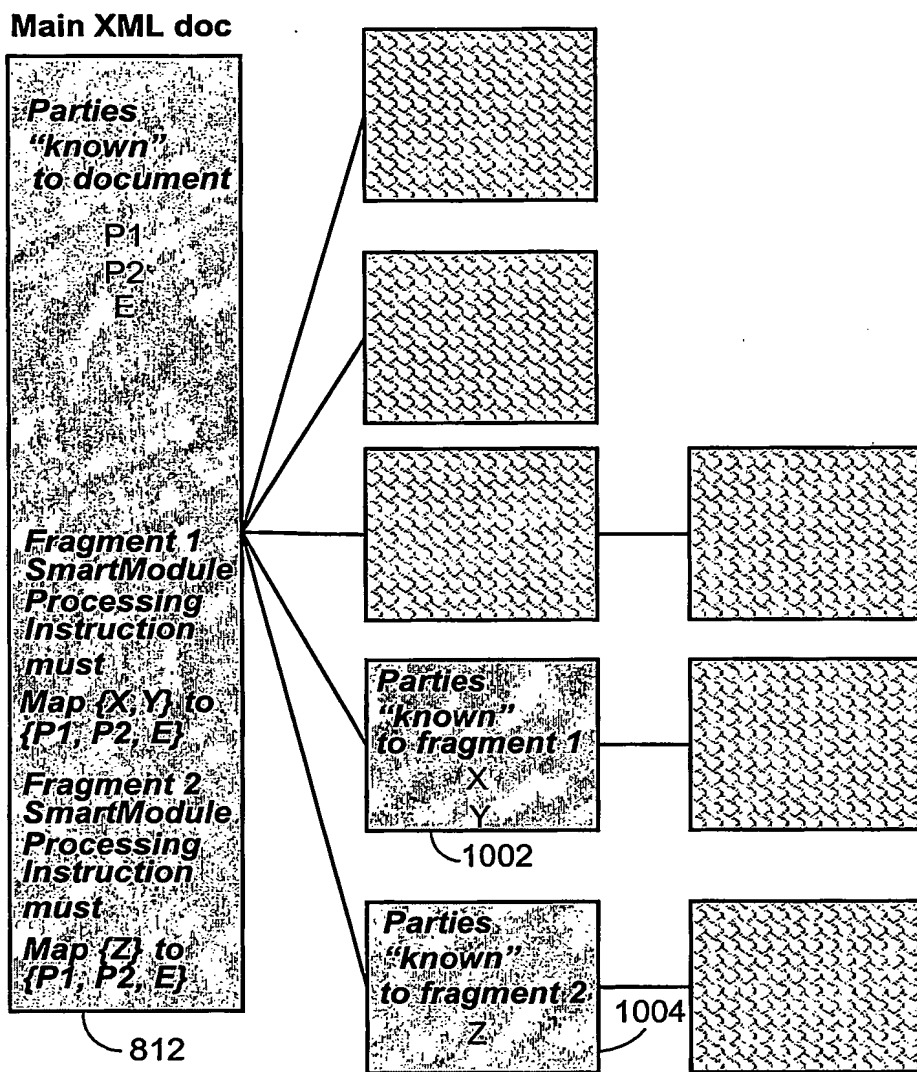 Main XML doc
Parties
“known”
to document
P1
P2
E
Fragment 1
SmartModule
Processing
Instruction
must
Map {X,Y} to
{P1, P2, E}
Fragment 2
SmartModule
Processing
Instruction
must
Map {Z} to
{P1, P2, E}
812
Parties
“known”
to fragment 1
X
Y
1002
Parties
“known”
to fragment 2
Z
1004